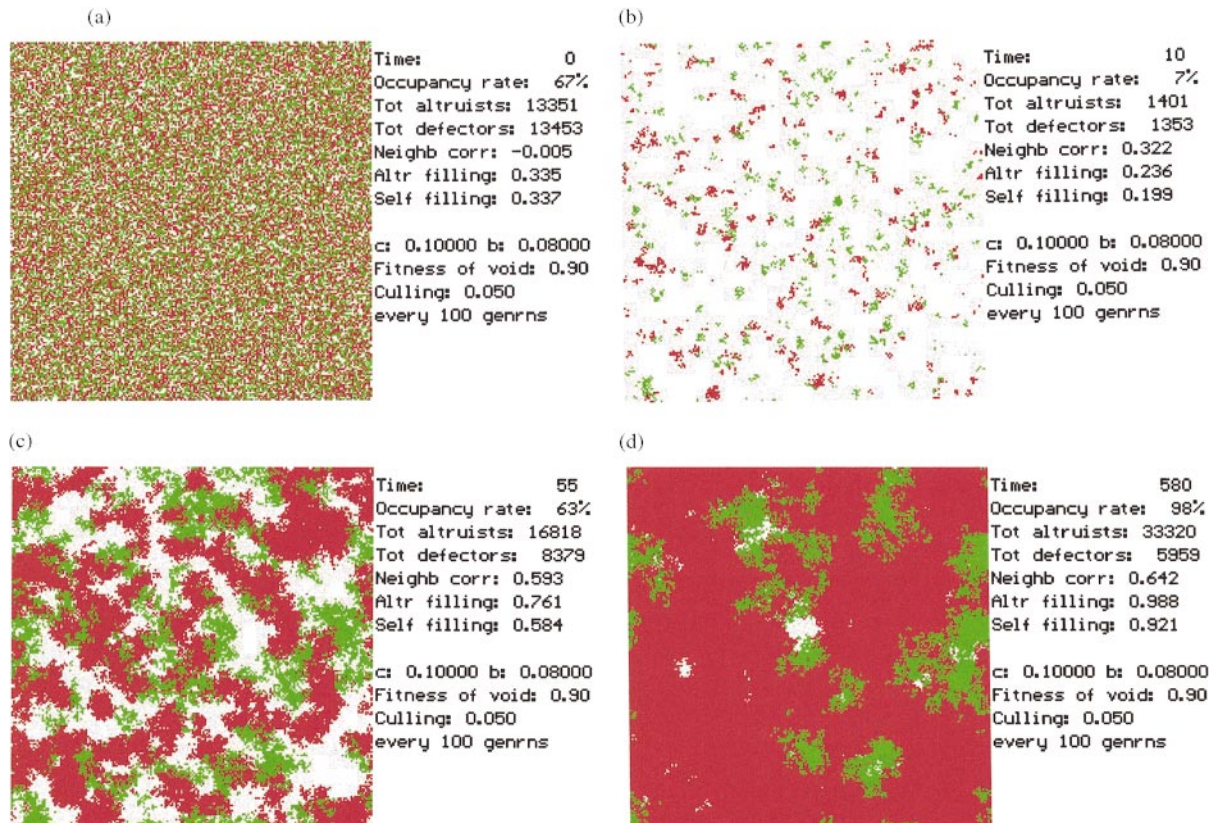 (a)
Time: 0
Occupancy rate: 67%
Tot altruists: 13351
Tot defectors: 13453
Neighb corr: -0.005
Altr filling: 0.335
Self filling: 0.337
c: 0.10000 b: 0.08000
Fitness of void: 0.90
Culling: 0.050
every 100 genrns
(b)
Time: 10
Occupancy rate: 7%
Tot altruists: 1401
Tot defectors: 1353
Neighb corr: 0.322
Altr filling: 0.236
Self filling: 0.199
c: 0.10000 b: 0.08000
Fitness of void: 0.90
Culling: 0.050
every 100 genrns
(c)
Time: 55
Occupancy rate: 63%
Tot altruists: 16818
Tot defectors: 8379
Neighb corr: 0.593
Altr filling: 0.761
Self filling: 0.584
c: 0.10000 b: 0.08000
Fitness of void: 0.90
Culling: 0.050
every 100 genrns
(d)
Time: 580
Occupancy rate: 98%
Tot altruists: 33320
Tot defectors: 5959
Neighb corr: 0.642
Altr filling: 0.988
Self filling: 0.921
c: 0.10000 b: 0.08000
Fitness of void: 0.90
Culling: 0.050
every 100 genrns